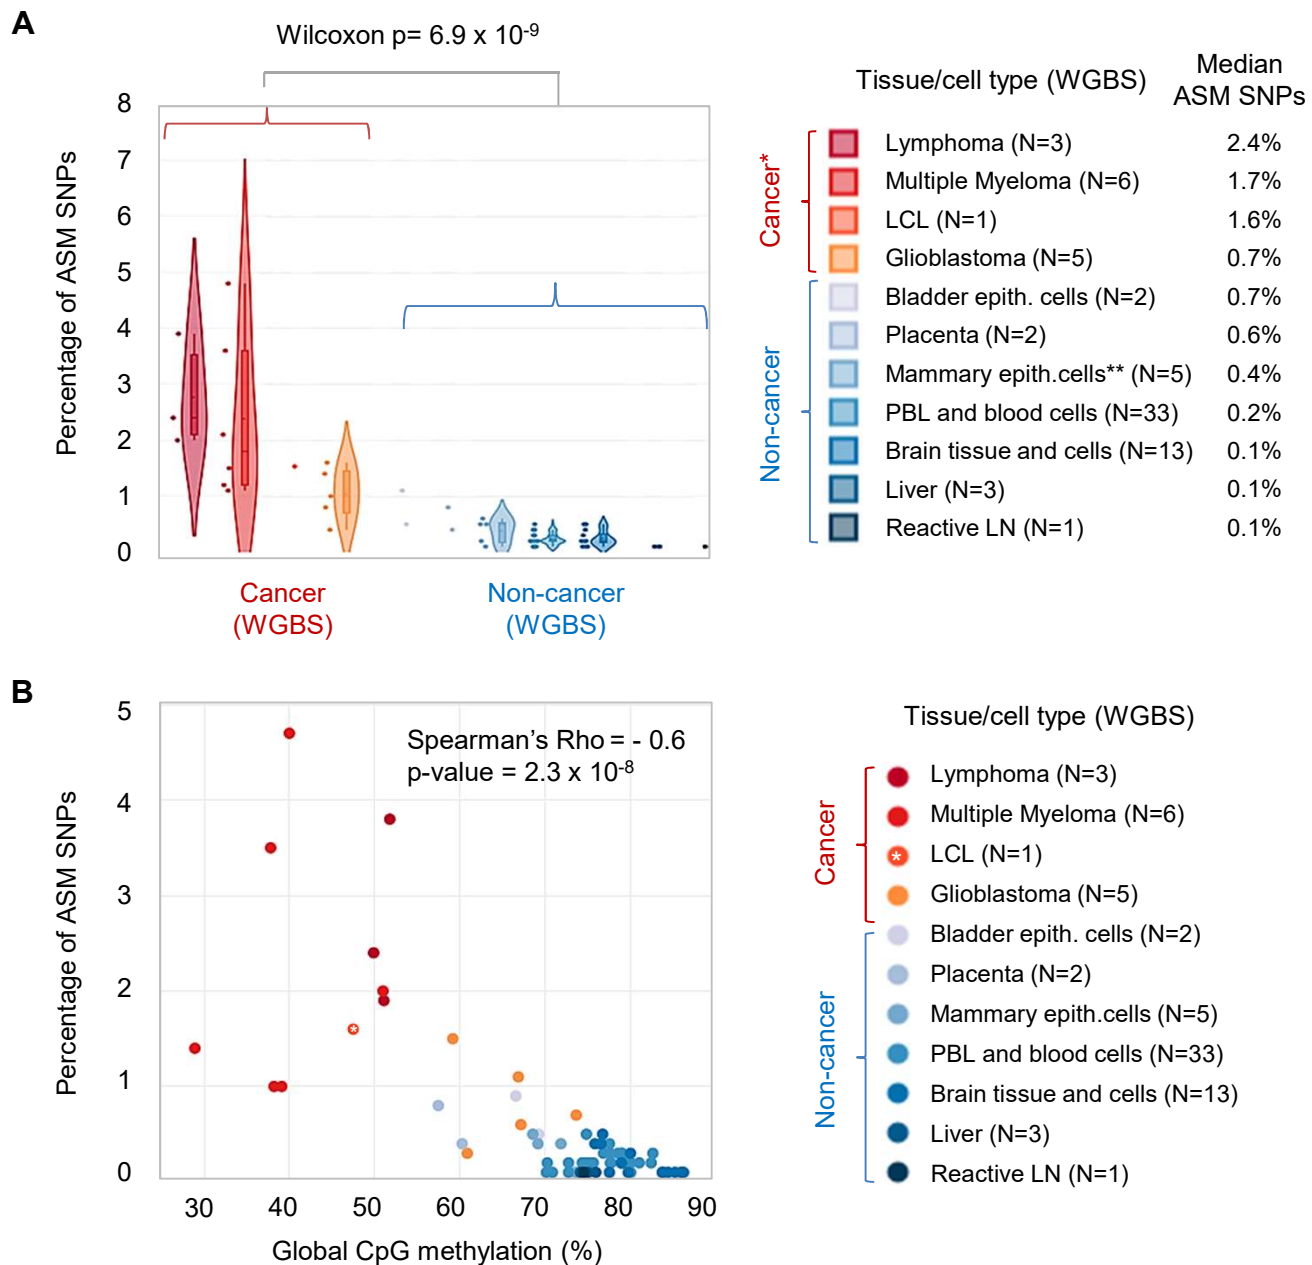 A
Wilcoxon p= 6.9 x 10-9
Percentage of ASM SNPs
8
7
6
5
4
3
2
1
0
Cancer
(WGBS)
Non-cancer
(WGBS)
Tissue/cell type (WGBS)
Median
ASM SNPs
Cancer*
Lymphoma (N=3) 2.4%
Multiple Myeloma (N=6) 1.7%
LCL (N=1) 1.6%
Glioblastoma (N=5) 0.7%
Non-cancer
Bladder epith. cells (N=2) 0.7%
Placenta (N=2) 0.6%
Mammary epith.cells** (N=5) 0.4%
PBL and blood cells (N=33) 0.2%
Brain tissue and cells (N=13) 0.1%
Liver (N=3) 0.1%
Reactive LN (N=1) 0.1%
B
Percentage of ASM SNPs
5
4
3
2
1
0
Spearman's Rho = - 0.6
p-value = 2.3 x 10-8
30 40 50 60 70 80 90
Global CpG methylation (%)
Tissue/cell type (WGBS)
Cancer
Lymphoma (N=3)
Multiple Myeloma (N=6)
* LCL (N=1)
Glioblastoma (N=5)
Non-cancer
Bladder epith. cells (N=2)
Placenta (N=2)
Mammary epith.cells (N=5)
PBL and blood cells (N=33)
Brain tissue and cells (N=13)
Liver (N=3)
Reactive LN (N=1)